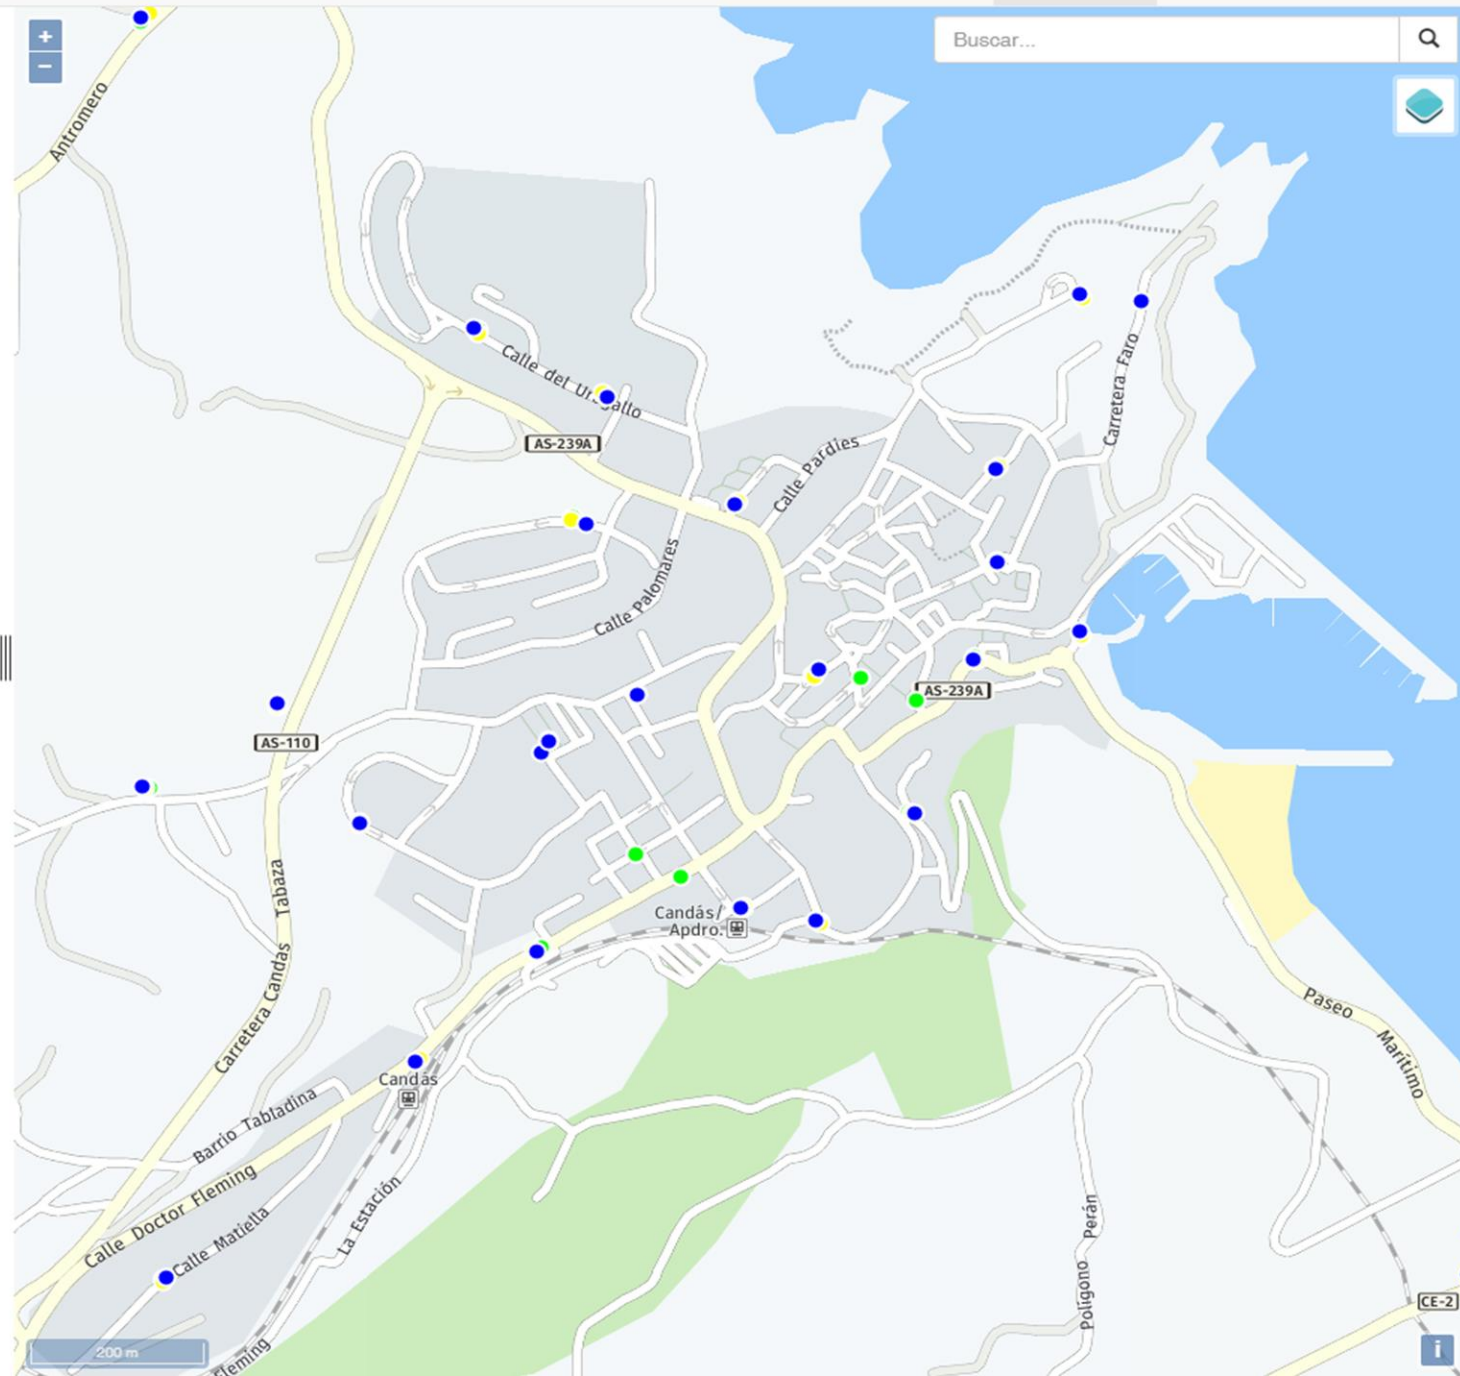 +
Buscar...
−
Antromero
Calle del Urogallo
Carretera Faro
AS-239A
Calle Pardies
Calle Palomares
AS-239A
AS-110
Carretera Candas Tabaza
Candás/
Apdro.
Paseo Marítimo
Candás
Barrio Tabladina
Calle Doctor Fleming
Calle Matiella
La Estación
Polígono Perán
CE-2
200 m
Fleming
i